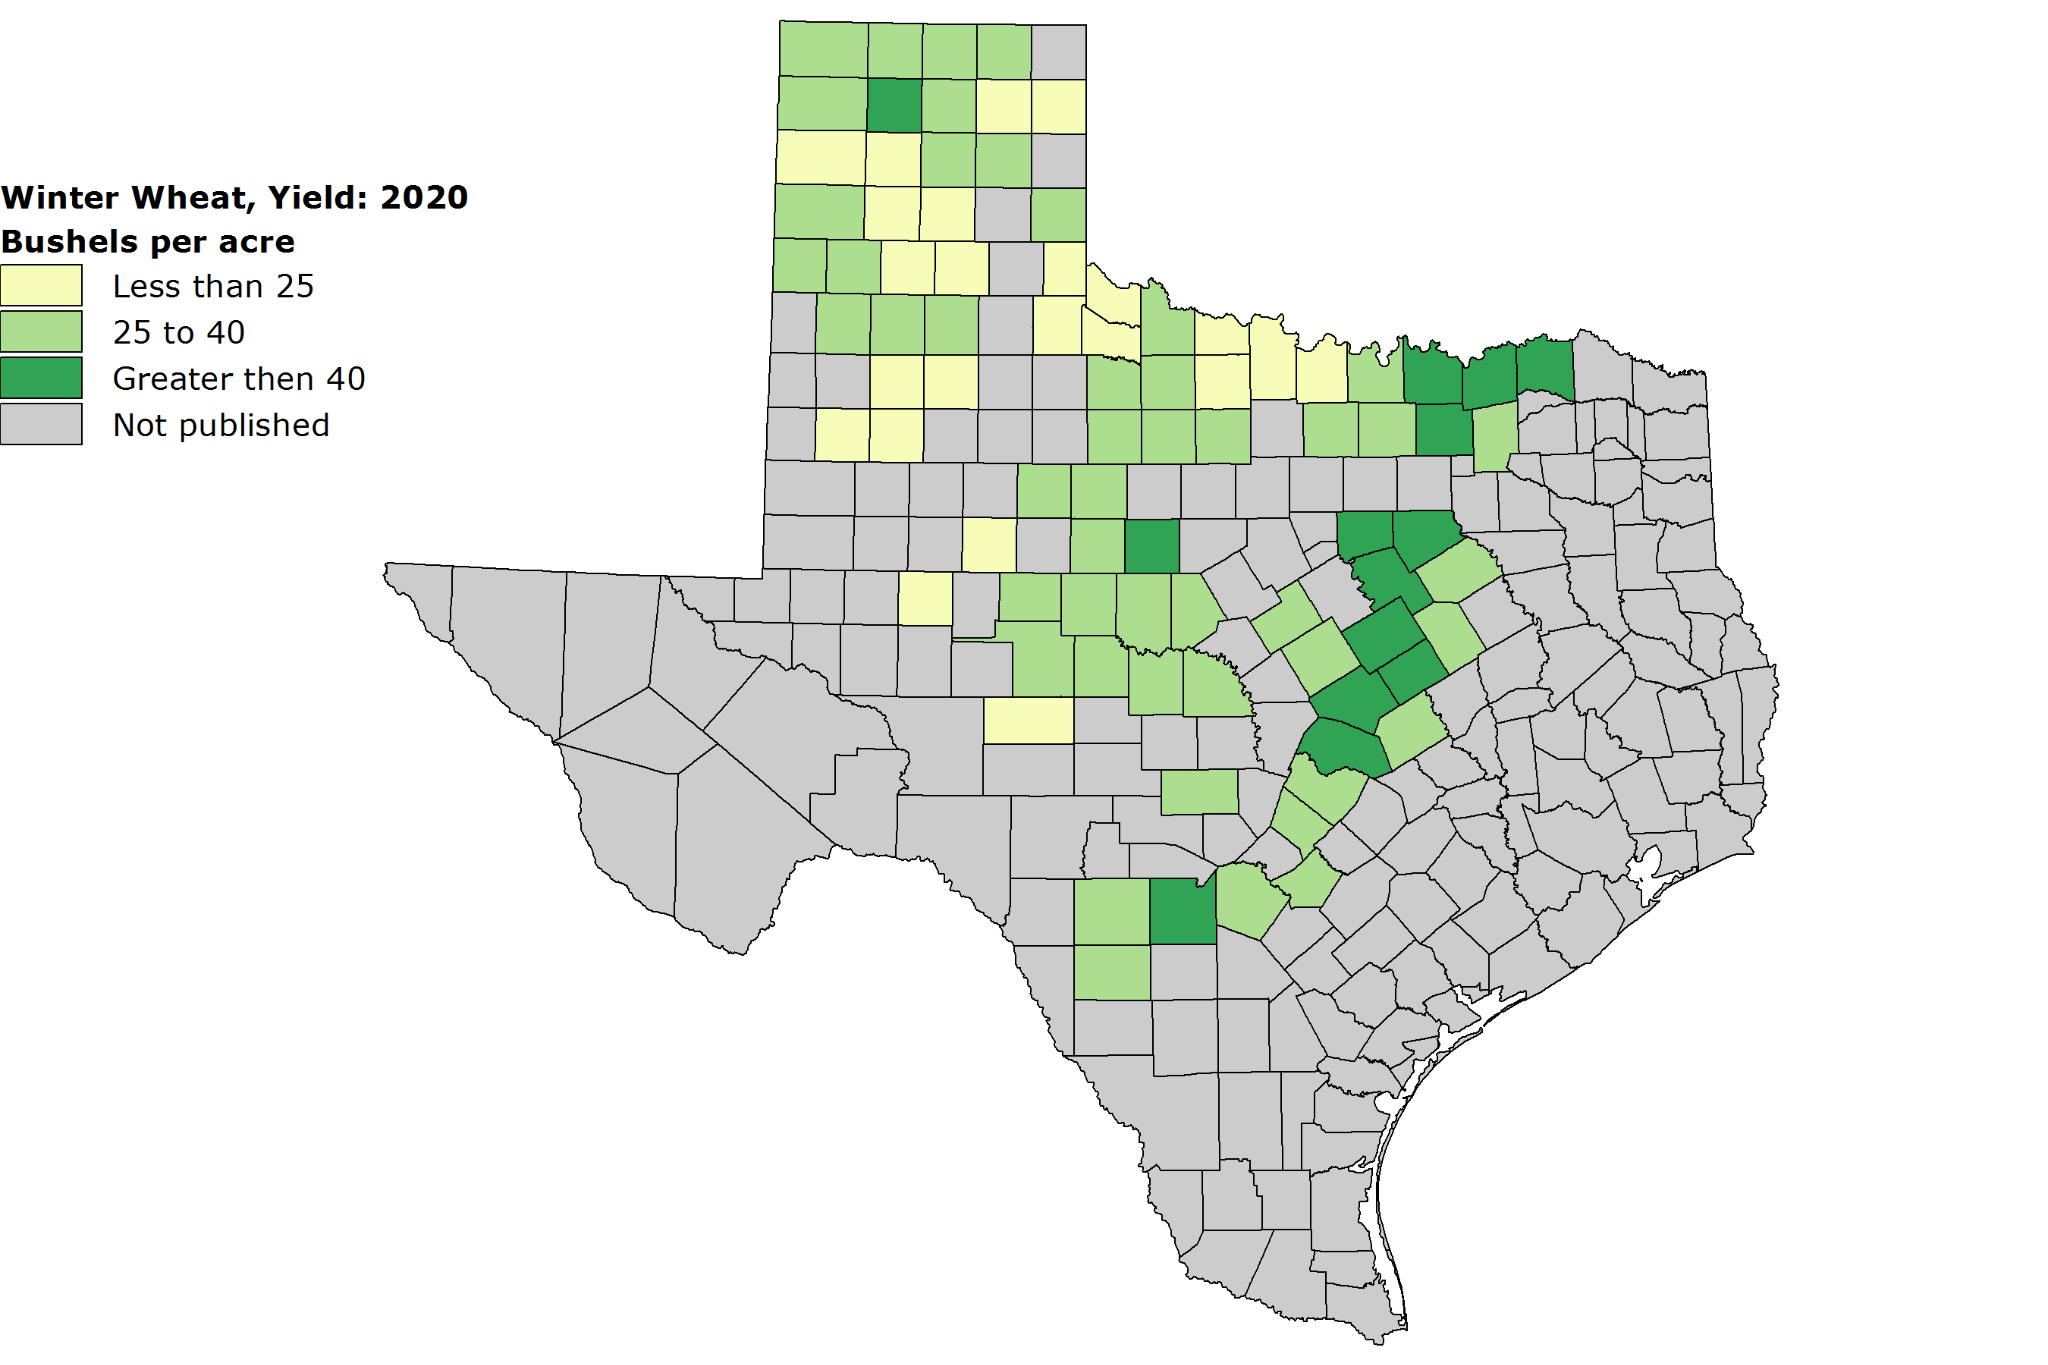 Winter Wheat, Yield: 2020
Bushels per acre
Less than 25
25 to 40
Greater then 40
Not published